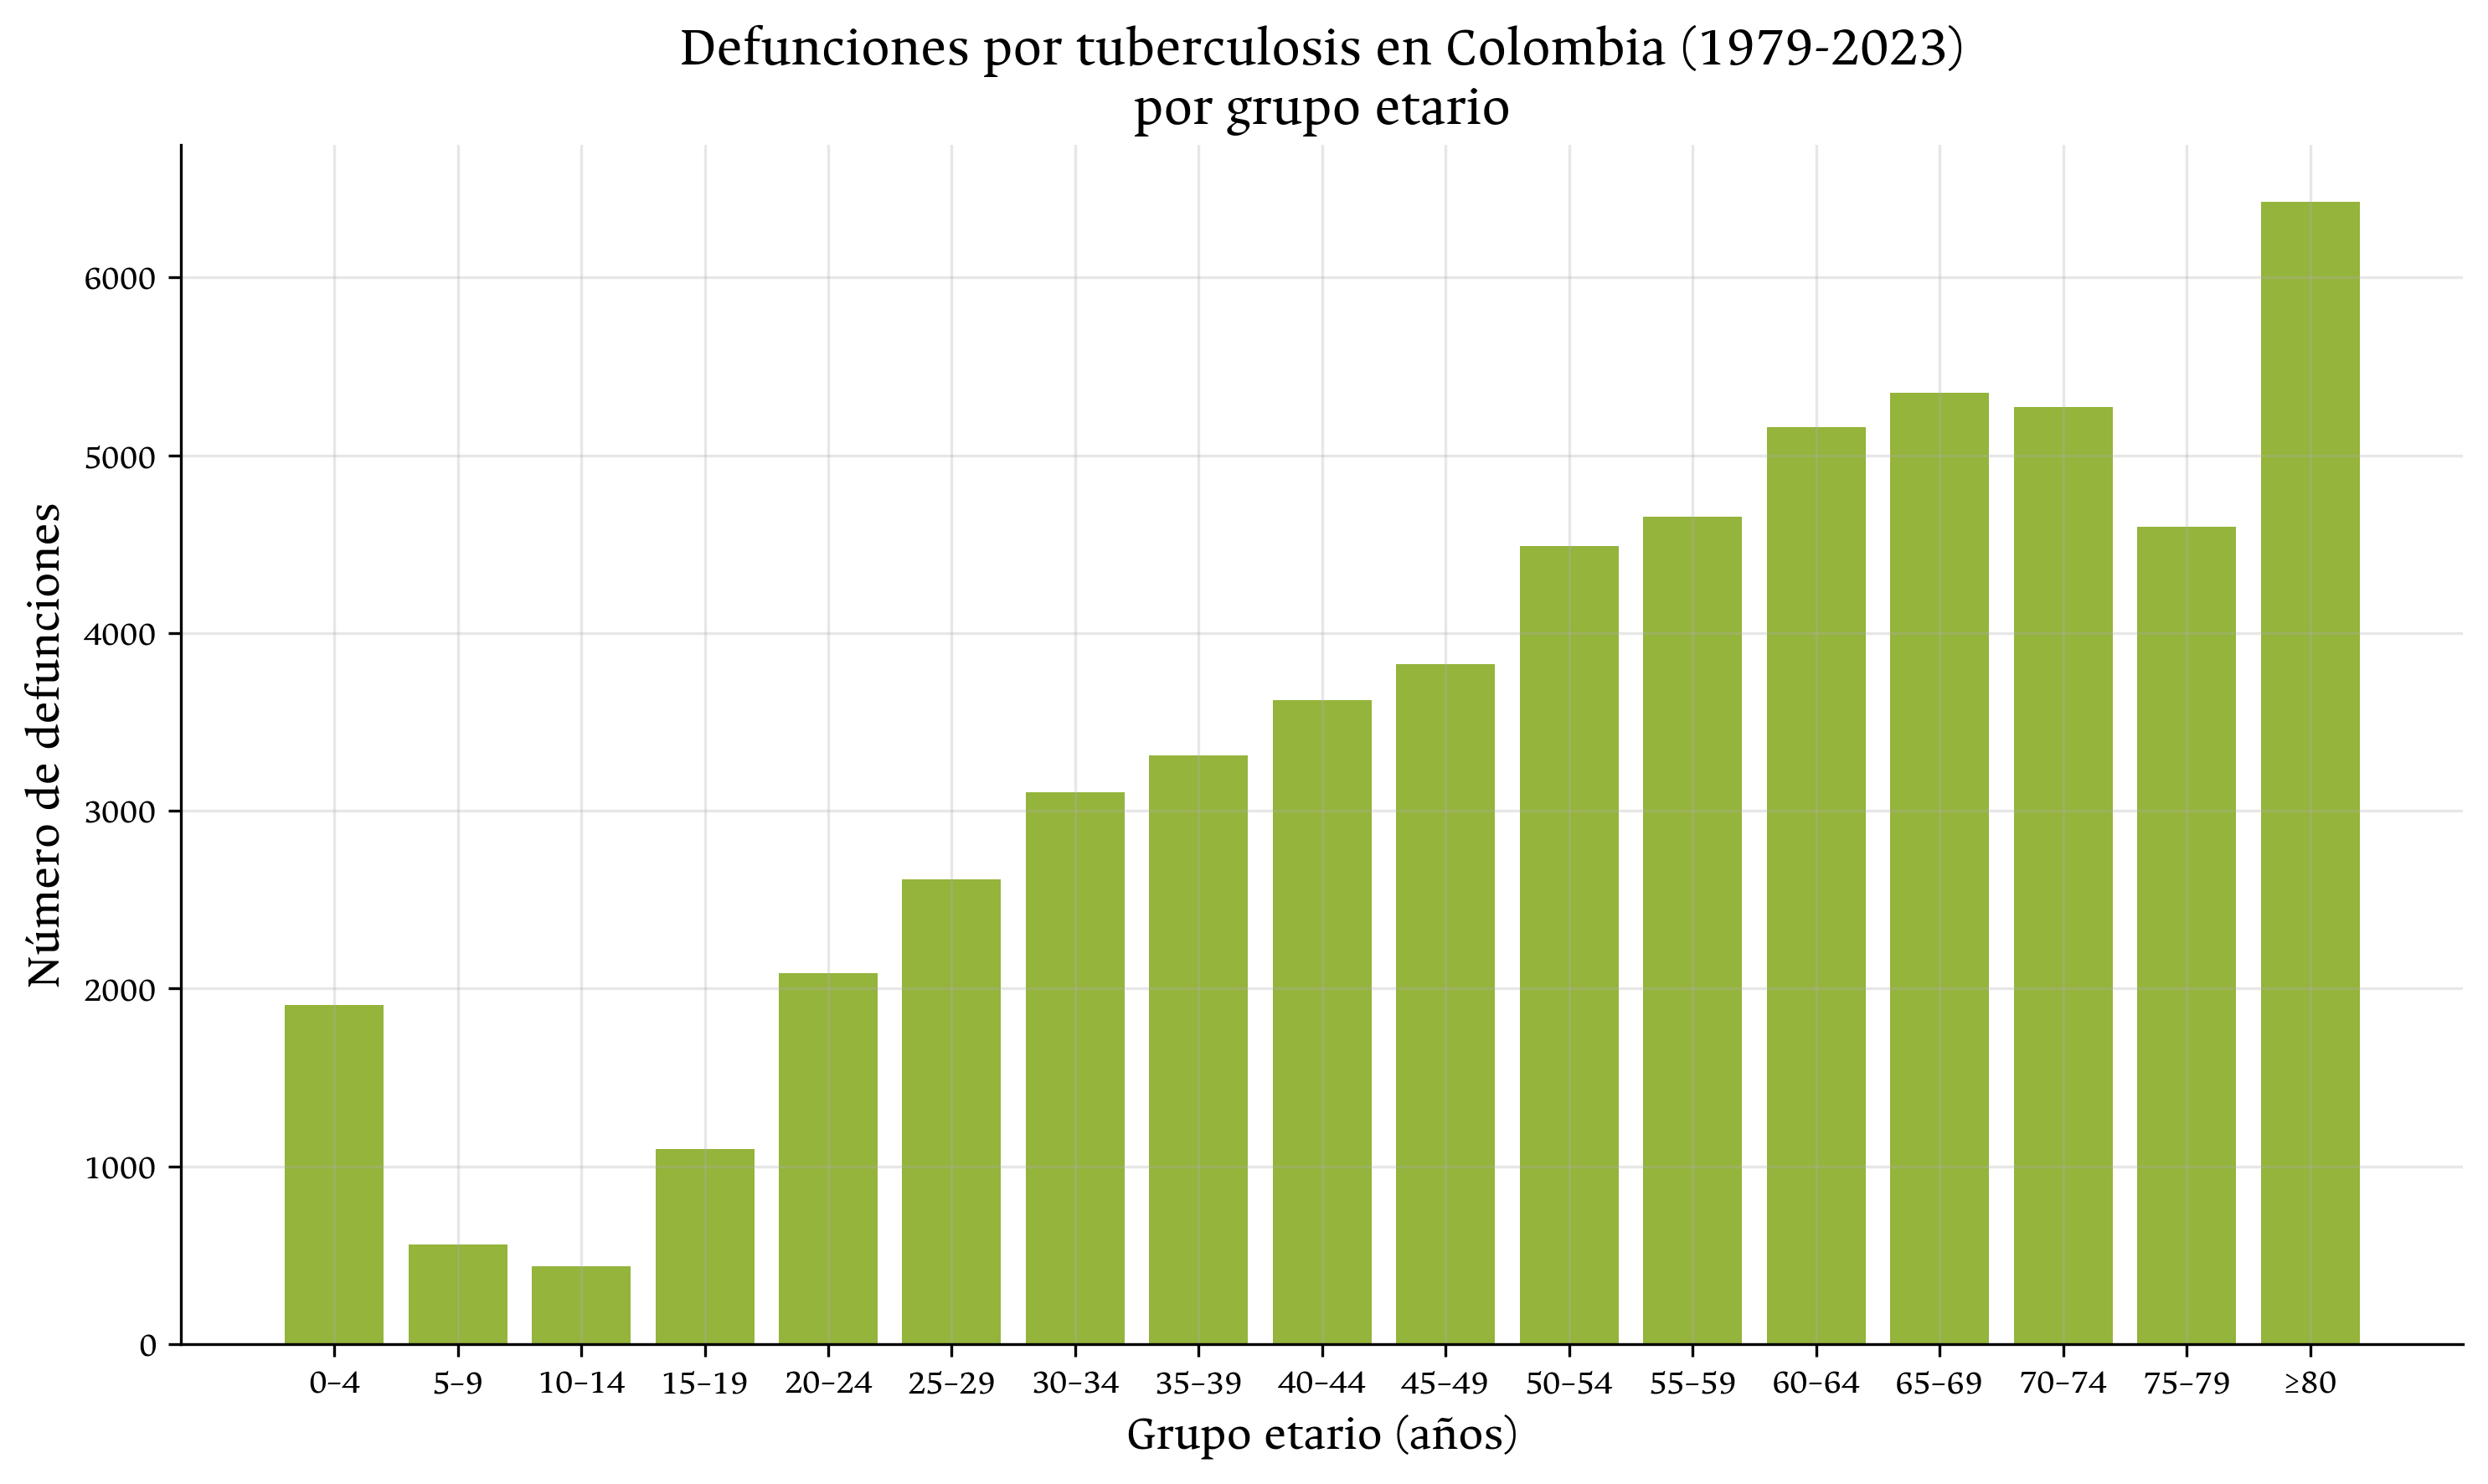 Defunciones por tuberculosis en Colombia (1979-2023)
por grupo etario
Número de defunciones
6000
5000
4000
3000
2000
1000
0
0–4 5–9 10–14 15–19 20–24 25–29 30–34 35–39 40–44 45–49 50–54 55–59 60–64 65–69 70–74 75–79 ≥80
Grupo etario (años)